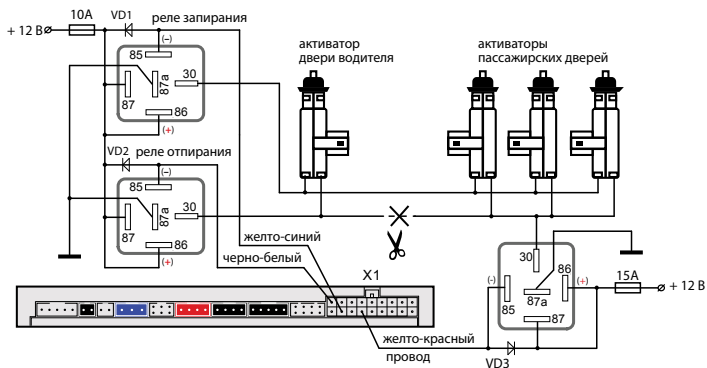 10А
VD1
реле запирания
+ 12 В
(–)
85
30
87
87а
86
(+)
активатор
двери водителя
активаторы
пассажирских дверей
VD2
реле отпирания
(–)
85
30
87
87а
86
(+)
желто-синий
черно-белый
X1
30
86
(-)
(+)
15А
+ 12 В
85
87а
87
желто-красный
провод
VD3